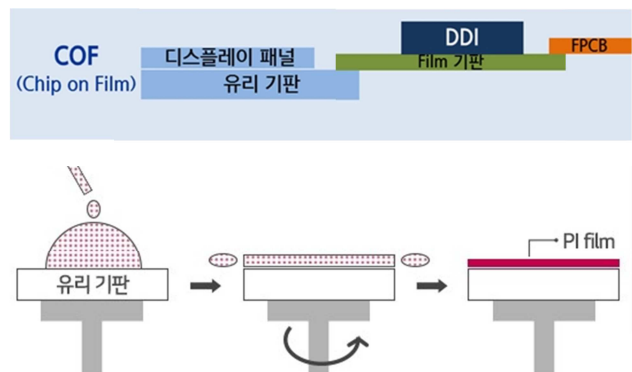 COF
(Chip on Film)
디스플레이 패널
유리 기판
DDI
Film 기판
FPCB
유리 기판
PI film